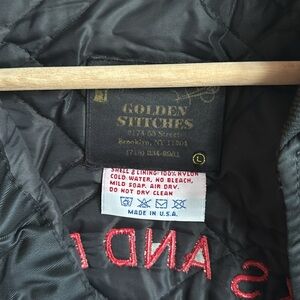 GOLDEN
STITCHES
Brooklyn, NY
L
SHELL & LINING: 100% NYLON
COLD WATER, NO BLEACH,
MILD SOAP. AIR DRY.
DO NOT DRY CLEAN
MADE IN U.S.A.
S AND